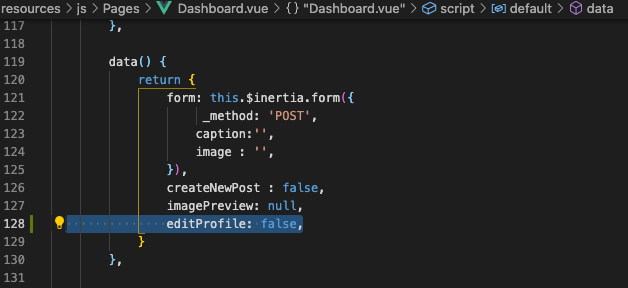 resources > js > Pages > Dashboard.vue > {} "Dashboard.vue" > script > default > data
117 },
118
119 data() {
120 return {
121 form: this.$inertia.form({
122 _method: 'POST',
123 caption:'',
124 image : '',
125 }),
126 createNewPost : false,
127 imagePreview: null,
128 editProfile: false,
129 }
130 },
131